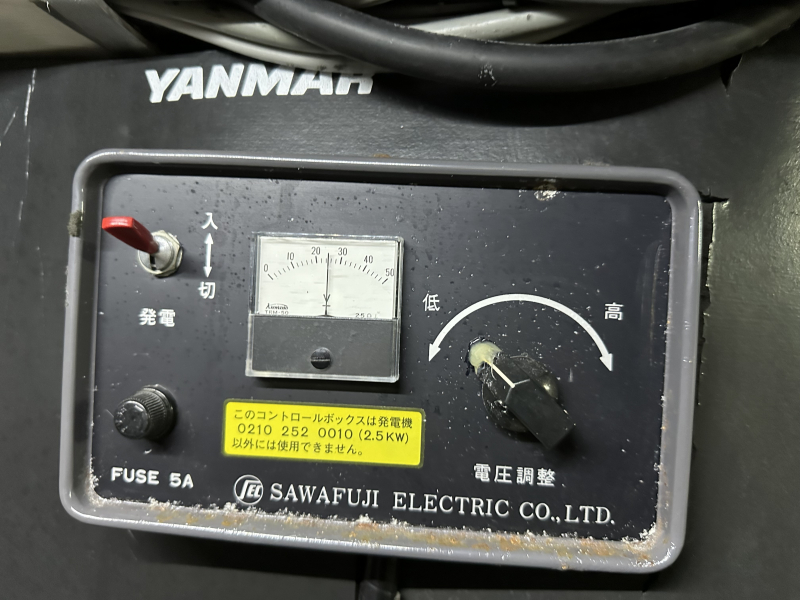 YANMAR
入
切
発電
0 10 20 30 40 50
V
TRM-50
低
高
このコントロールボックスは発電機
0210 252 0010 (2.5KW)
以外には使用できません。
電圧調整
FUSE 5A
SAWAFUJI ELECTRIC CO.,LTD.